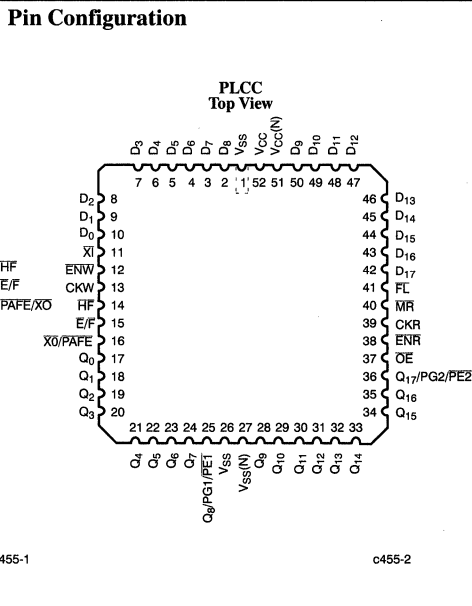 Pin Configuration
PLCC
Top View
D3 D4 D5 D6 D7 D8 VSS VCC VCC(N) D9 D10 D11 D12
7 6 5 4 3 2 1 52 51 50 49 48 47
D2 8 46 D13
D1 9 45 D14
D0 10 44 D15
XI 11 43 D16
HF ENW 12 42 D17
E/F CKW 13 41 FL
PAFE/XO HF 14 40 MR
E/F 15 39 CKR
X0/PAFE 16 38 ENR
Q0 17 37 OE
Q1 18 36 Q17/PG2/PE2
Q2 19 35 Q16
Q3 20 34 Q15
21 22 23 24 25 26 27 28 29 30 31 32 33
Q4 Q5 Q6 Q7 Q8/PG1/PE1 VSS VSS(N) Q9 Q10 Q11 Q12 Q13 Q14
455-1 c455-2